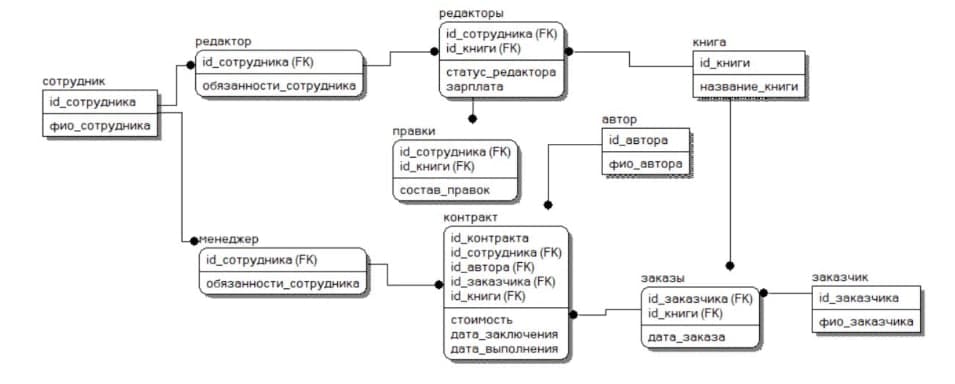 сотрудник
id_сотрудника
фио_сотрудника
редактор
id_сотрудника (FK)
обязанности_сотрудника
редакторы
id_сотрудника (FK)
id_книги (FK)
статус_редактора
зарплата
книга
id_книги
название_книги
правки
id_сотрудника (FK)
id_книги (FK)
состав_правок
автор
id_автора
фио_автора
менеджер
id_сотрудника (FK)
обязанности_сотрудника
контракт
id_контракта
id_сотрудника (FK)
id_автора (FK)
id_заказчика (FK)
id_книги (FK)
стоимость
дата_заключения
дата_выполнения
заказы
id_заказчика (FK)
id_книги (FK)
дата_заказа
заказчик
id_заказчика
фио_заказчика